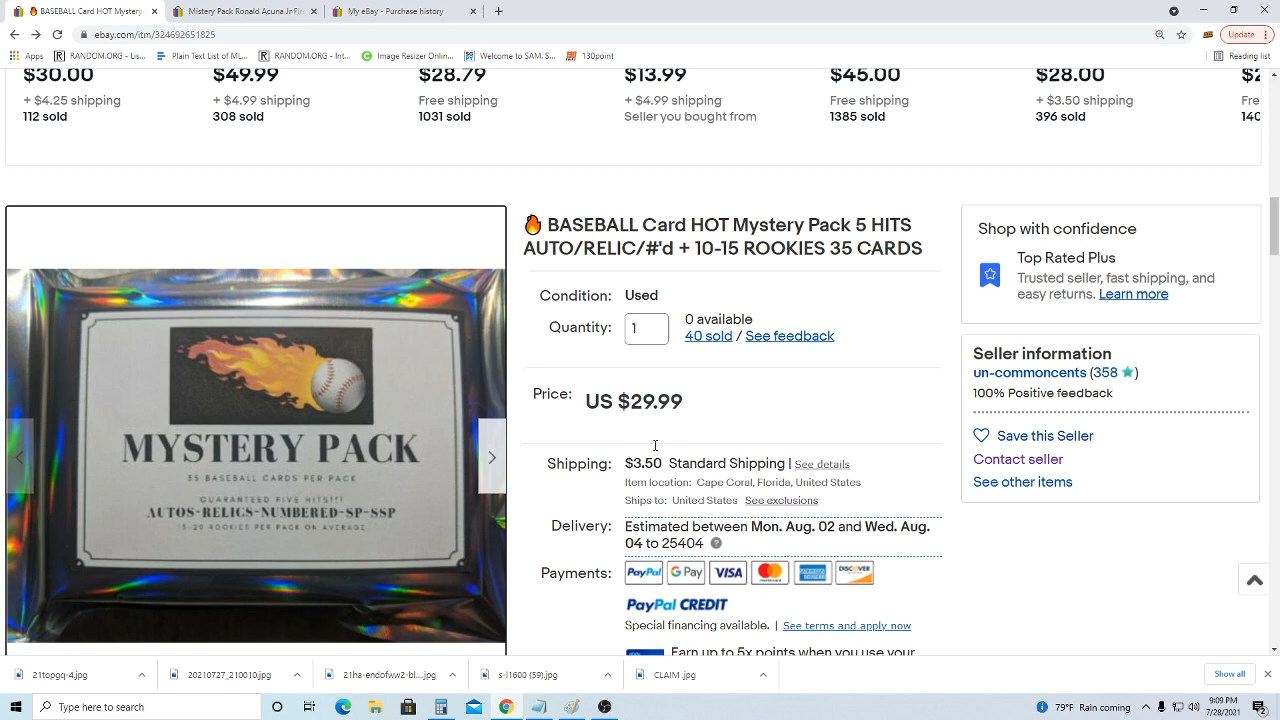 BASEBALL Card HOT Mystery
Mistery Pack Ronald Acuna Jr Firs
My eBay - Purchase history
ebay.com/itm/324692651825
Update
Apps
RANDOM.ORG - Lis...
Plain Text List of ML...
RANDOM.ORG - Int...
Image Resizer Onlin...
Welcome to SAM. S...
130point
Reading list
$30.00 $49.99 $28.79 $13.99 $45.00 $28.00
+ $4.25 shipping + $4.99 shipping Free shipping + $4.99 shipping Free shipping + $3.50 shipping Fre
112 sold 308 sold 1031 sold Seller you bought from 1385 sold 396 sold 140
🔥 BASEBALL Card HOT Mystery Pack 5 HITS
AUTO/RELIC/#'d + 10-15 ROOKIES 35 CARDS
Condition: Used
Quantity: 1 0 available
40 sold / See feedback
Price: US $29.99
Shipping: $3.50 Standard Shipping | See details
Item location: Cape Coral, Florida, United States
Ships to: United States See exclusions
Delivery: Estimated between Mon. Aug. 02 and Wed. Aug.
04 to 25404
Payments: PayPal G Pay VISA mastercard AMERICAN EXPRESS DISCOVER
PayPal CREDIT
Special financing available. | See terms and apply now
Earn up to 5x points when you use your
MYSTERY PACK
35 BASEBALL CARDS PER PACK
GUARANTEED FIVE HITS!!!
AUTOS-RELICS-NUMBERED-SP-SSP
15-20 ROOKIES PER PACK ON AVERAGE
Shop with confidence
Top Rated Plus
Trusted seller, fast shipping, and
easy returns. Learn more
Seller information
un-commoncents (358 ★)
100% Positive feedback
Save this Seller
Contact seller
See other items
21topgq-4.jpg
20210727_210010.jpg
21ha-endofww2-bl....jpg
s-l1600 (59).jpg
CLAIM .jpg
Show all
Type here to search
79°F Rain coming
9:09 PM
7/28/2021
2